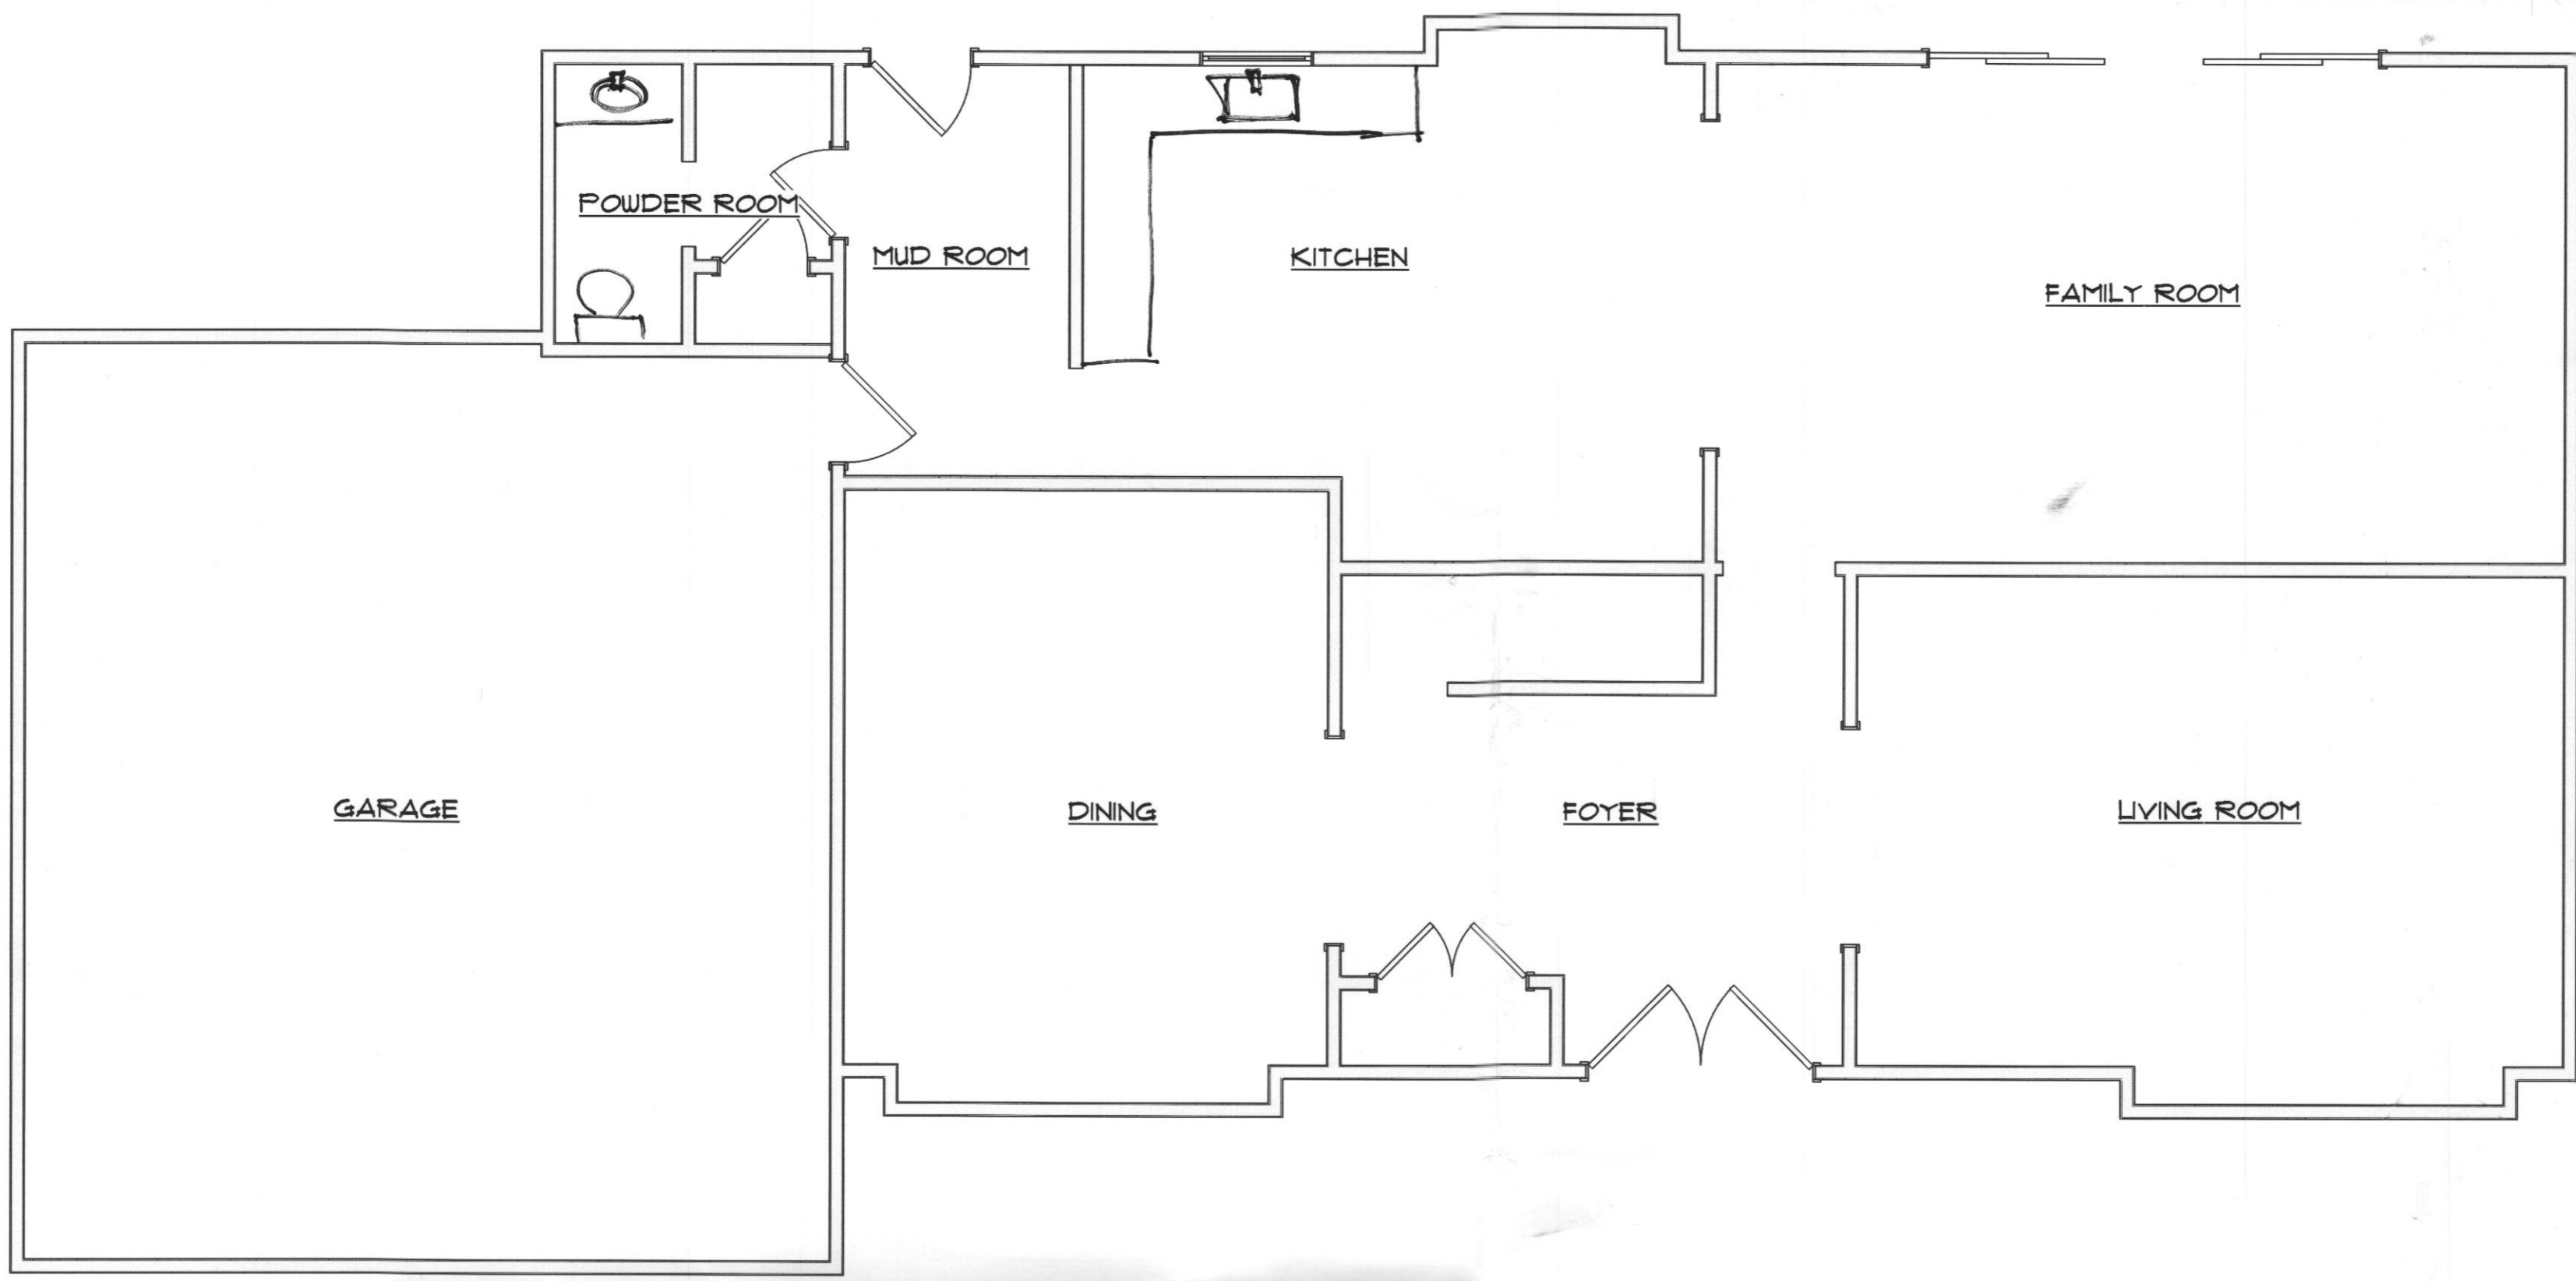 POWDER ROOM
MUD ROOM
KITCHEN
FAMILY ROOM
GARAGE
DINING
FOYER
LIVING ROOM